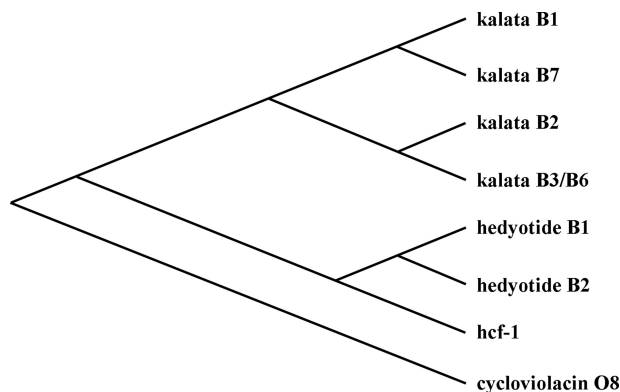 kalata B1
kalata B7
kalata B2
kalata B3/B6
hedyotide B1
hedyotide B2
hcf-1
cycloviolacin O8